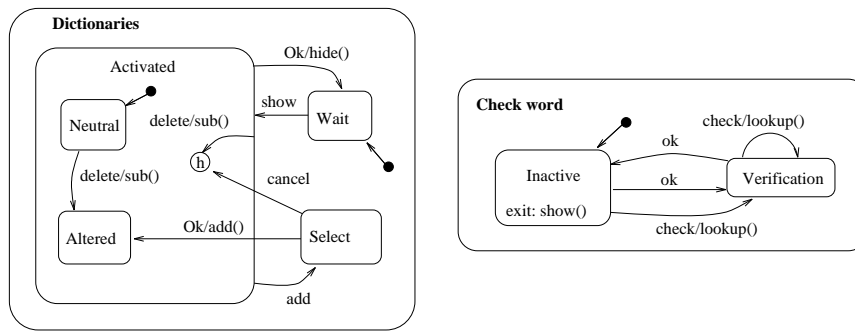 Dictionaries
Activated
Ok/hide()
Neutral
show
Wait
delete/sub()
h
delete/sub()
cancel
Altered
Ok/add()
Select
add
Check word
check/lookup()
ok
Inactive
ok
Verification
exit: show()
check/lookup()